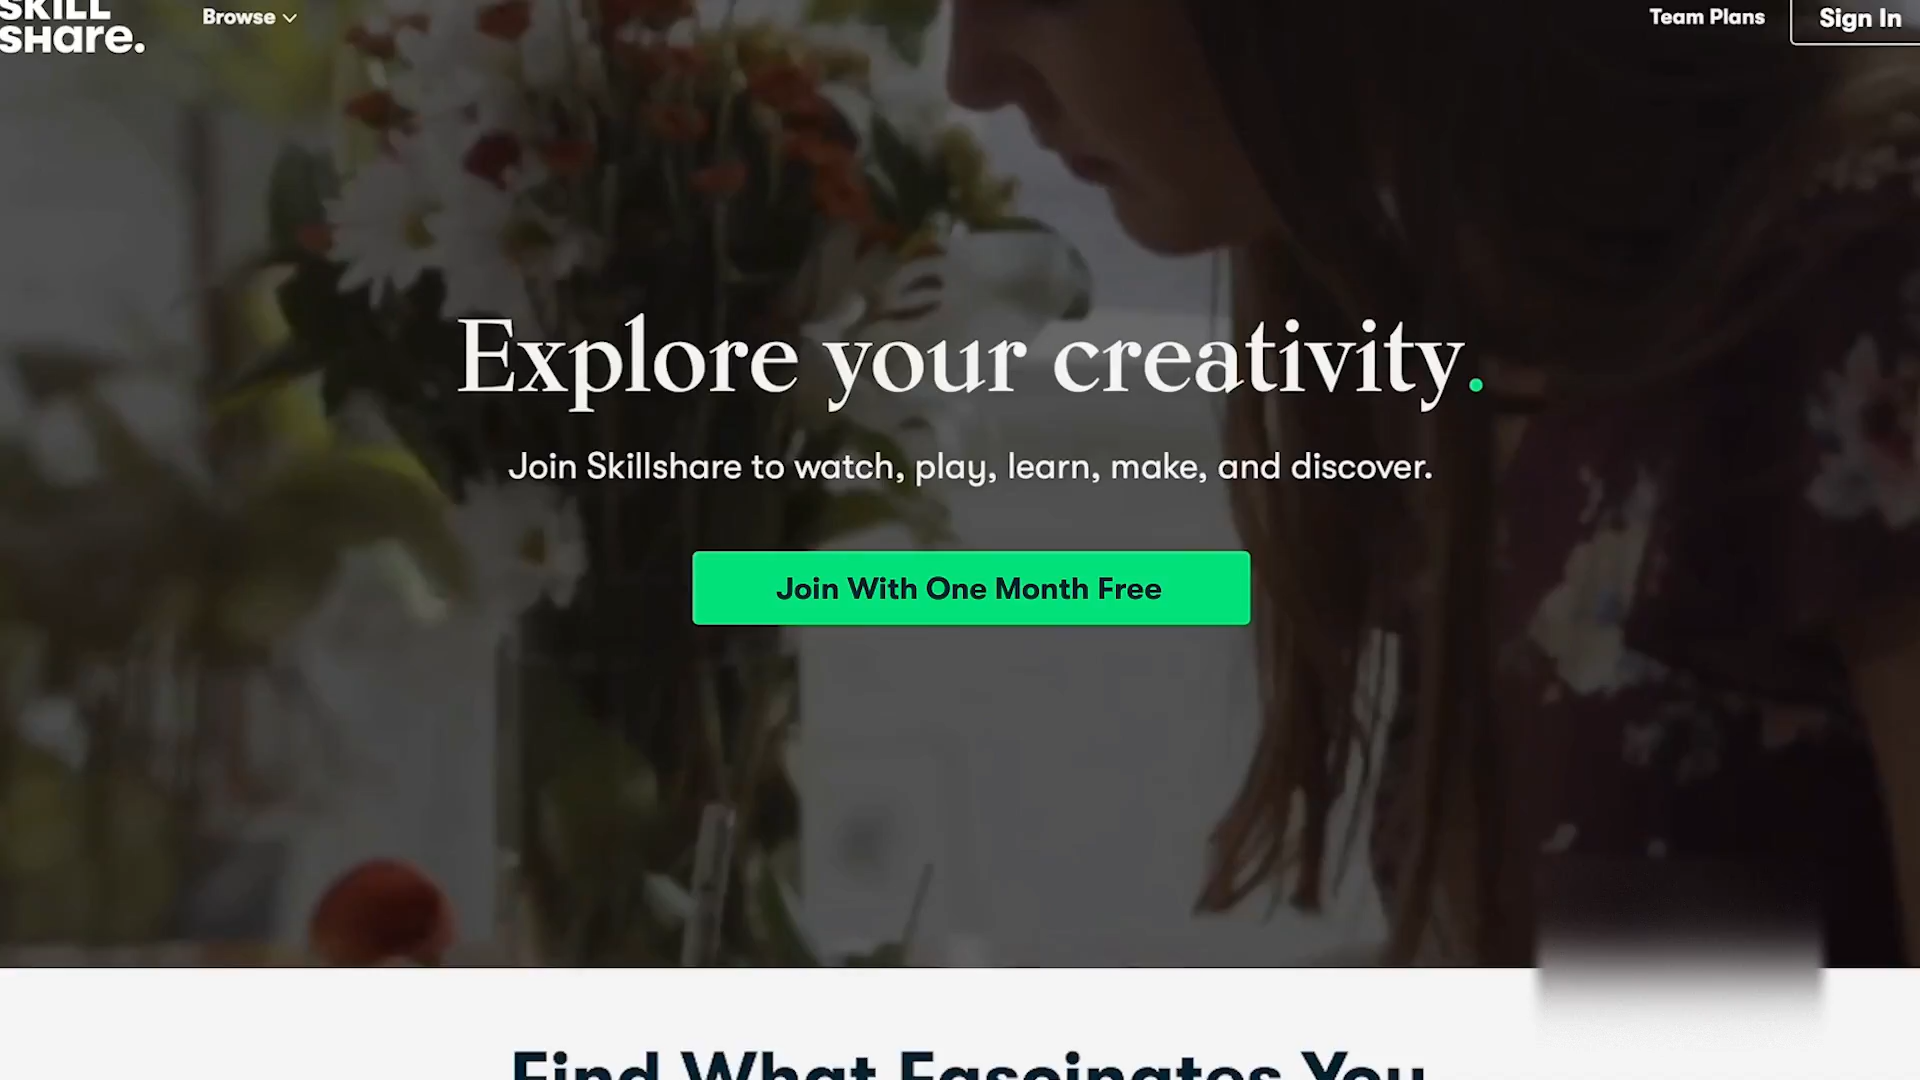 SKILL
SHare.
Browse
Team Plans
Sign In
Explore your creativity.
Join Skillshare to watch, play, learn, make, and discover.
Join With One Month Free
Find What Fascinates You